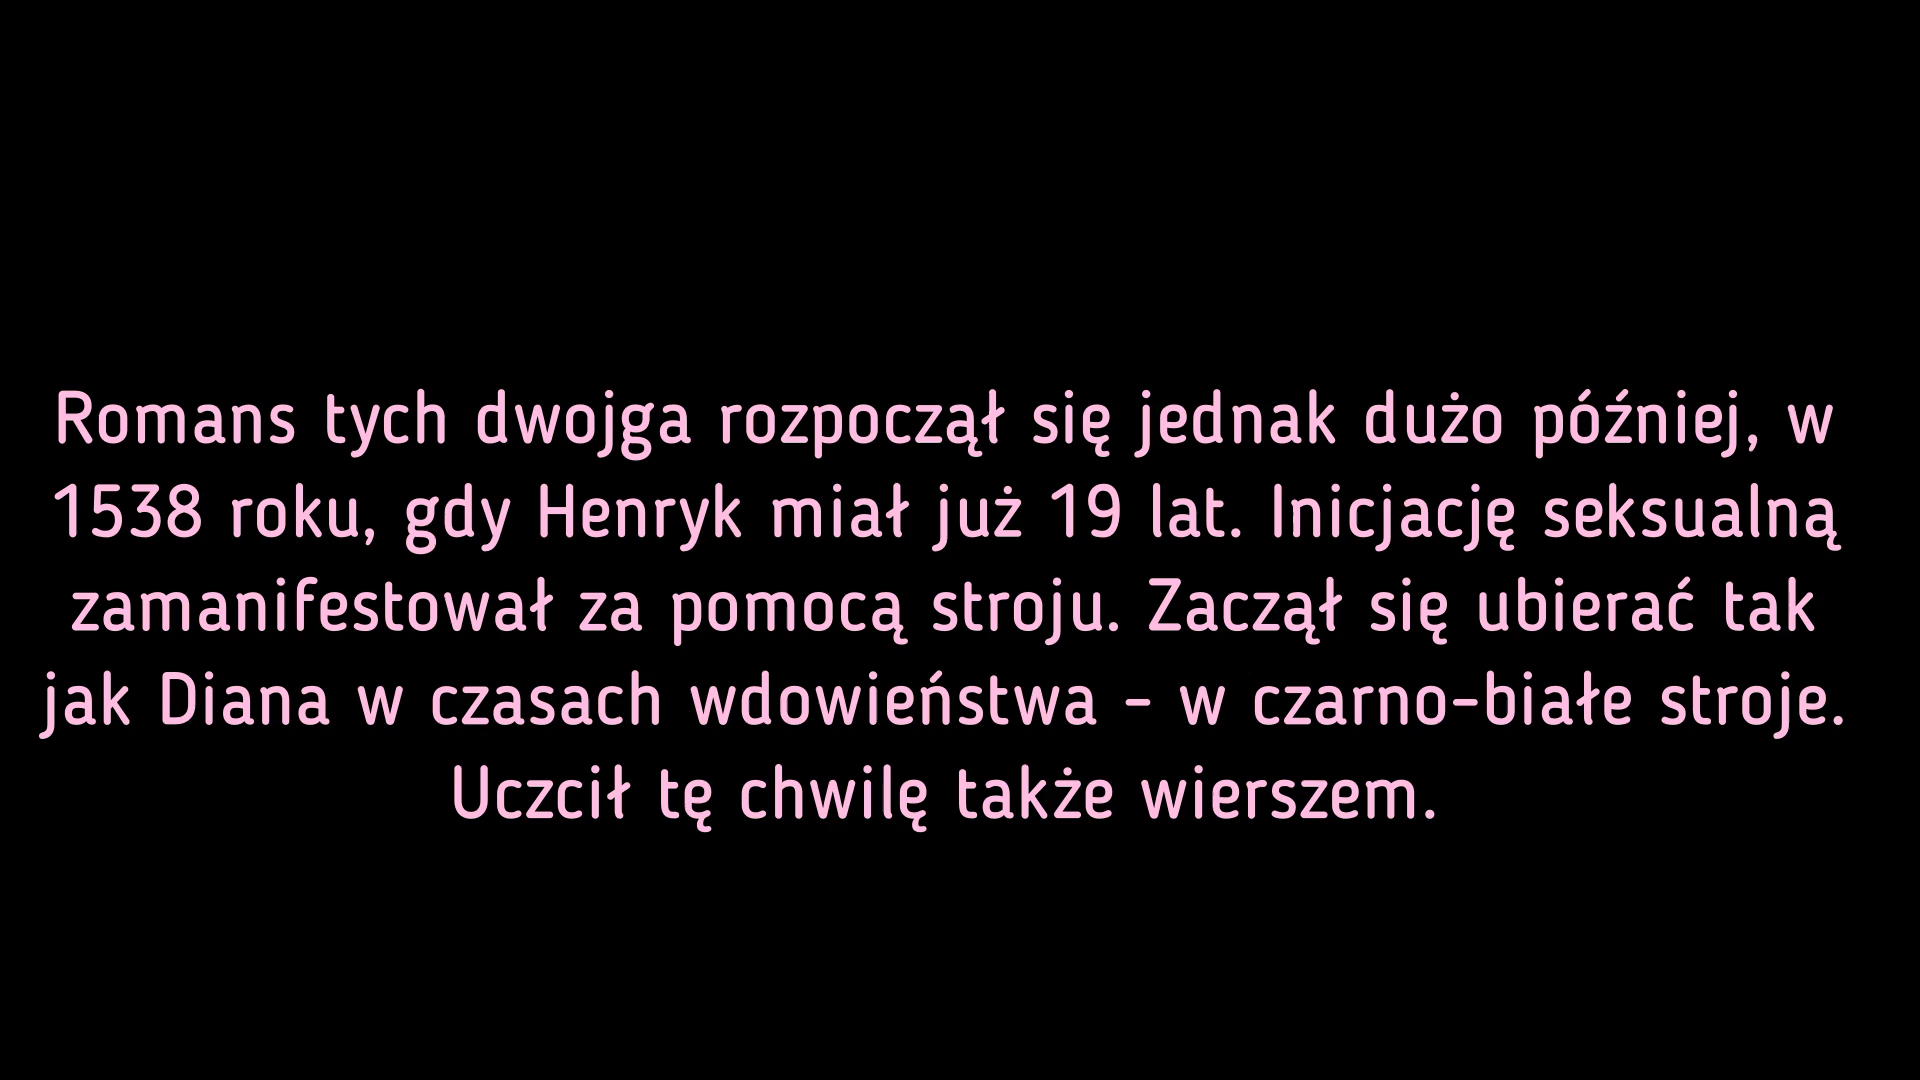 Romans tych dwojga rozpoczął się jednak dużo później, w
1538 roku, gdy Henryk miał już 19 lat. Inicjację seksualną
zamanifestował za pomocą stroju. Zaczął się ubierać tak
jak Diana w czasach wdowieństwa - w czarno-białe stroje.
Uczcił tę chwilę także wierszem.